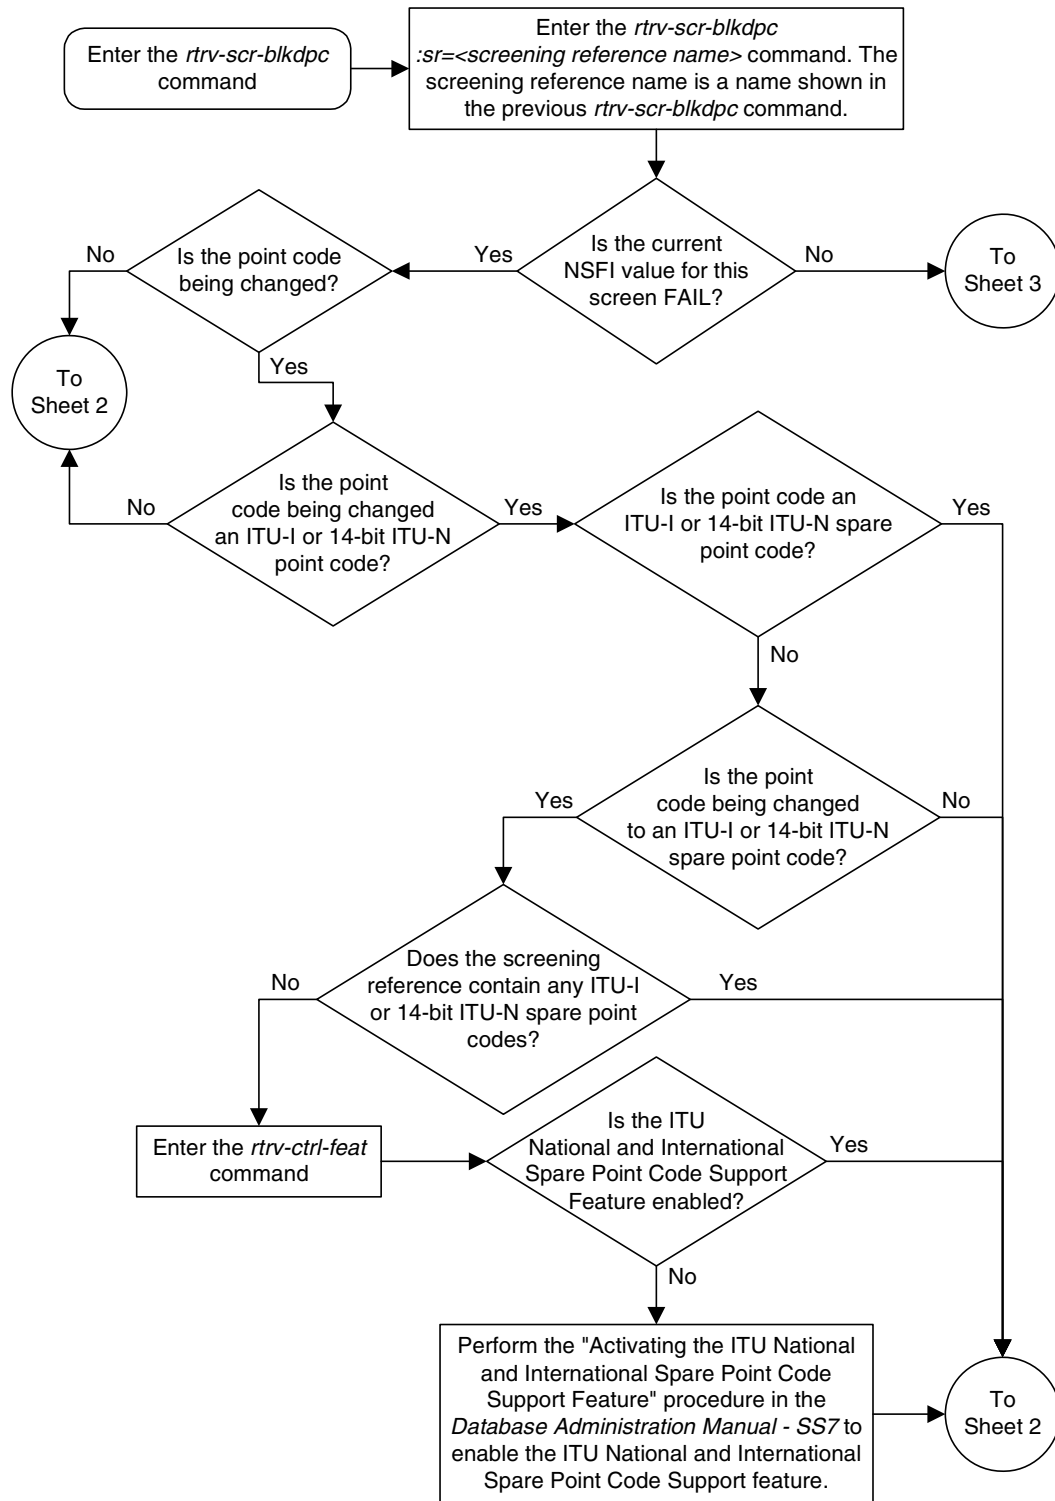 Enter the rtrv-scr-blkdpc
command
Enter the rtrv-scr-blkdpc
:sr=<screening reference name> command. The
screening reference name is a name shown in
the previous rtrv-scr-blkdpc command.
Is the current
NSFI value for this
screen FAIL?
Yes
No
To
Sheet 3
Is the point code
being changed?
No
Yes
To
Sheet 2
Is the point
code being changed
an ITU-I or 14-bit ITU-N
point code?
No
Yes
Is the point code an
ITU-I or 14-bit ITU-N spare
point code?
Yes
No
Is the point
code being changed
to an ITU-I or 14-bit ITU-N
spare point code?
Yes
No
Does the screening
reference contain any ITU-I
or 14-bit ITU-N spare point
codes?
No
Yes
Enter the rtrv-ctrl-feat
command
Is the ITU
National and International
Spare Point Code Support
Feature enabled?
Yes
No
Perform the "Activating the ITU National
and International Spare Point Code
Support Feature" procedure in the
Database Administration Manual - SS7 to
enable the ITU National and International
Spare Point Code Support feature.
To
Sheet 2